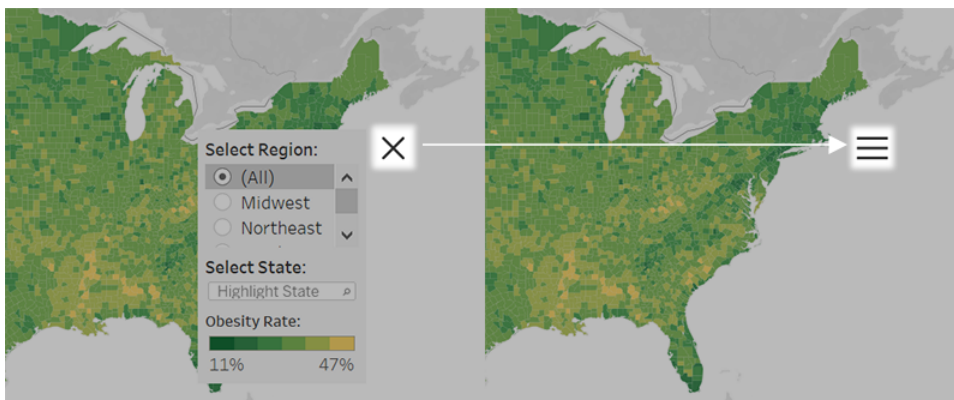 Select Region:
(All)
Midwest
Northeast
Select State:
Highlight State
Obesity Rate:
11% 47%